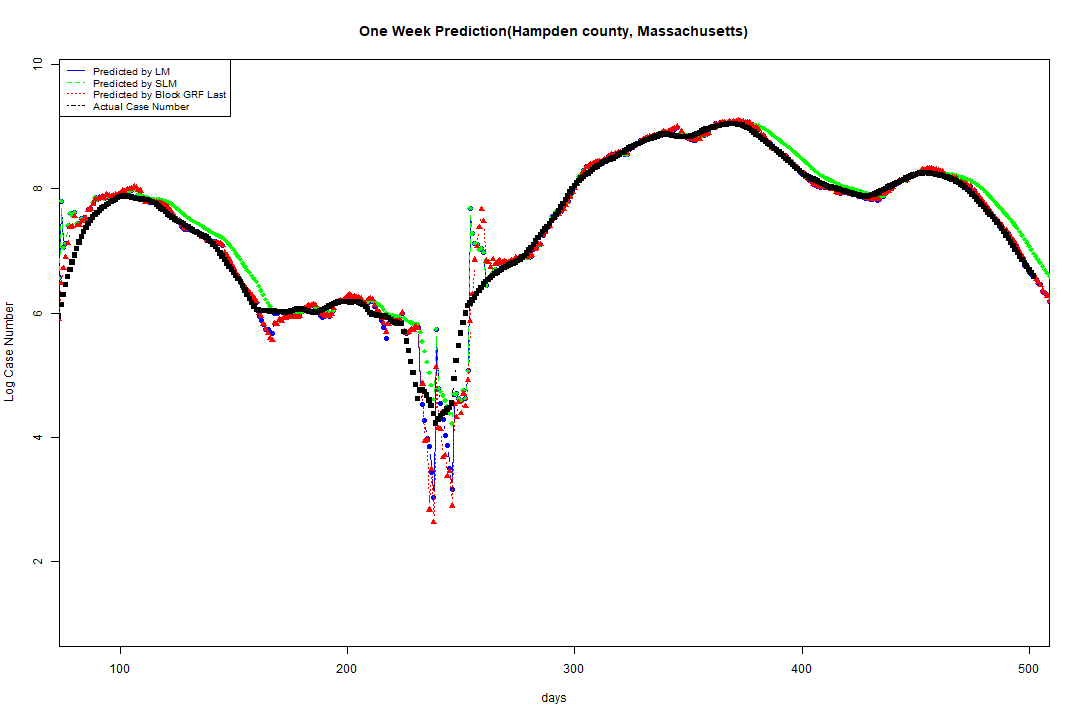 One Week Prediction(Hampden county, Massachusetts)
Predicted by LM
Predicted by SLM
Predicted by Block GRF Last
Actual Case Number
10
8
6
4
2
Log Case Number
100 200 300 400 500
days